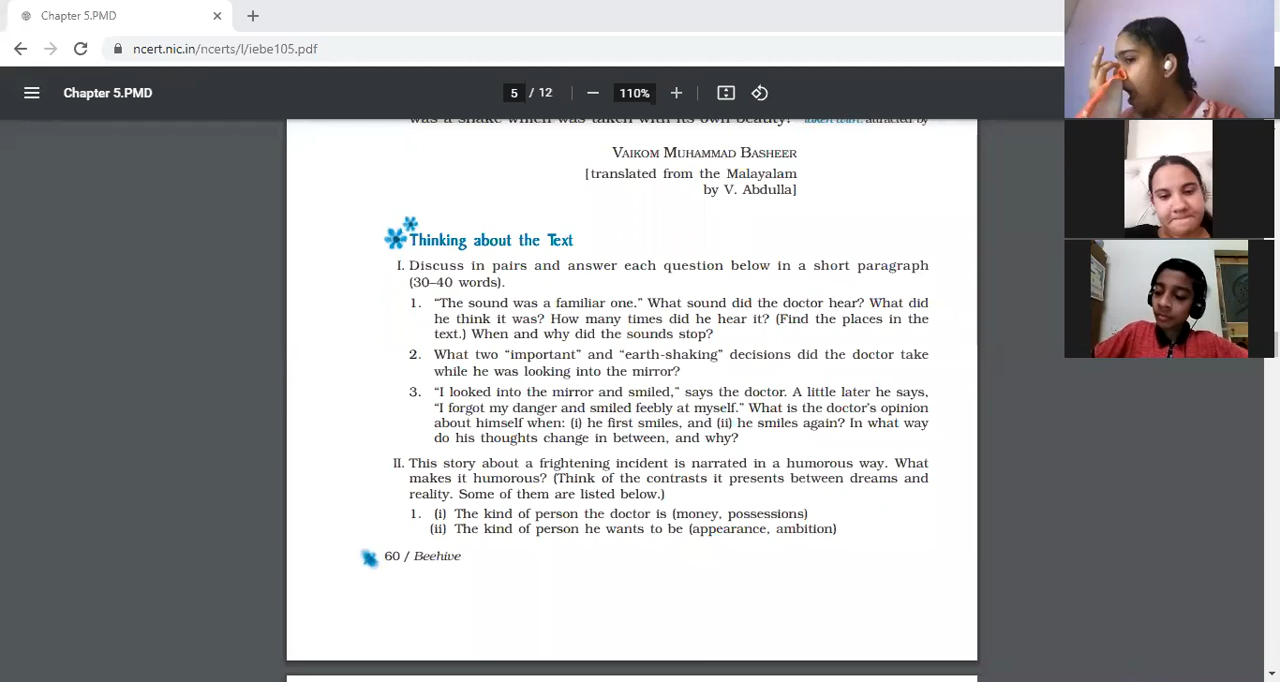 Chapter 5.PMD
ncert.nic.in/ncerts/l/iebe105.pdf
Chapter 5.PMD
5 / 12
110%
was a snake which was taken with its own beauty! taken with: attracted by
VAIKOM MUHAMMAD BASHEER
[translated from the Malayalam
by V. Abdulla]
Thinking about the Text
I. Discuss in pairs and answer each question below in a short paragraph
(30–40 words).
1. “The sound was a familiar one.” What sound did the doctor hear? What did
he think it was? How many times did he hear it? (Find the places in the
text.) When and why did the sounds stop?
2. What two “important” and “earth-shaking” decisions did the doctor take
while he was looking into the mirror?
3. “I looked into the mirror and smiled,” says the doctor. A little later he says,
“I forgot my danger and smiled feebly at myself.” What is the doctor’s opinion
about himself when: (i) he first smiles, and (ii) he smiles again? In what way
do his thoughts change in between, and why?
II. This story about a frightening incident is narrated in a humorous way. What
makes it humorous? (Think of the contrasts it presents between dreams and
reality. Some of them are listed below.)
1. (i) The kind of person the doctor is (money, possessions)
(ii) The kind of person he wants to be (appearance, ambition)
60 / Beehive